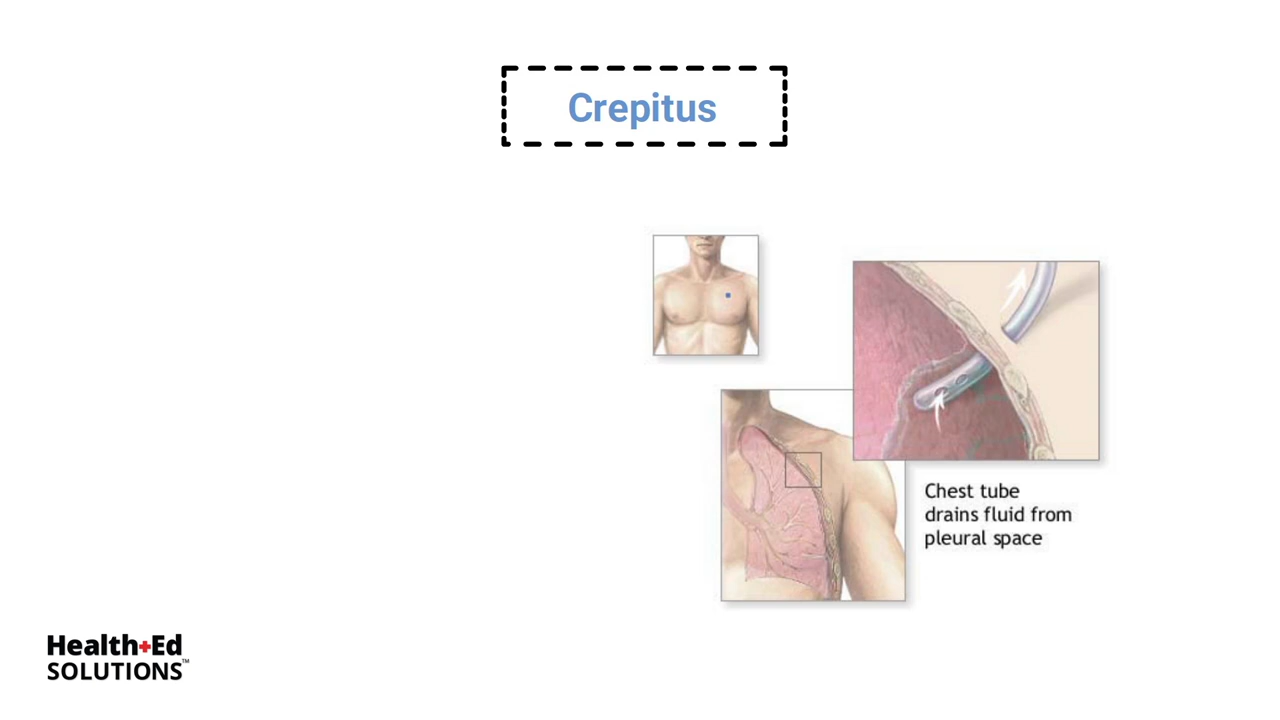 Crepitus
Chest tube
drains fluid from
pleural space
Health+Ed
SOLUTIONS™